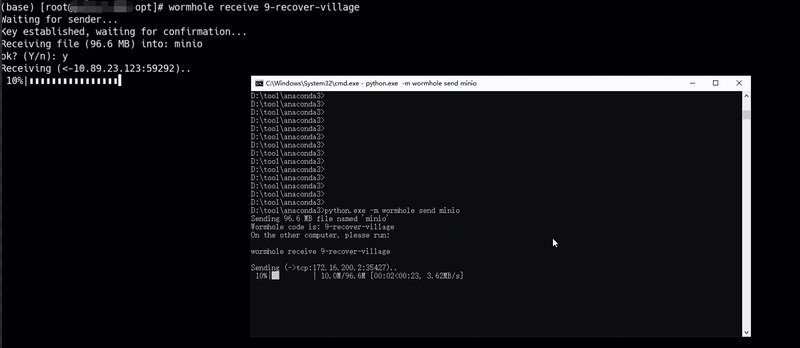 (base) [root@ opt]# wormhole receive 9-recover-village
Waiting for sender...
Key established, waiting for confirmation...
Receiving file (96.6 MB) into: minio
ok? (Y/n): y
Receiving (<-10.89.23.123:59292)..
10%|
C:\Windows\System32\cmd.exe - python.exe -m wormhole send minio
D:\tool\anaconda3>
D:\tool\anaconda3>
D:\tool\anaconda3>
D:\tool\anaconda3>
D:\tool\anaconda3>
D:\tool\anaconda3>
D:\tool\anaconda3>
D:\tool\anaconda3>
D:\tool\anaconda3>
D:\tool\anaconda3>
D:\tool\anaconda3>
D:\tool\anaconda3>
D:\tool\anaconda3>
D:\tool\anaconda3>
D:\tool\anaconda3>python.exe -m wormhole send minio
Sending 96.6 MB file named 'minio'
Wormhole code is: 9-recover-village
On the other computer, please run:
wormhole receive 9-recover-village
Sending (->tcp:172.16.200.2:35427)..
10%| | 10.0M/96.6M [00:02<00:23, 3.62MB/s]